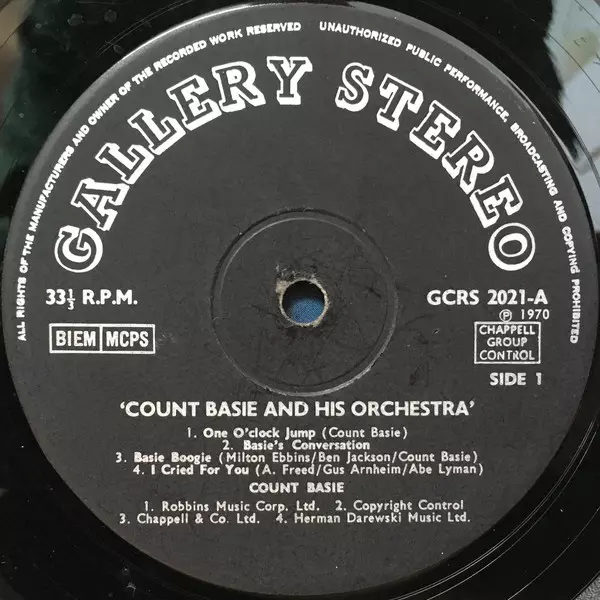 ALL RIGHTS OF THE MANUFACTURERS AND OWNER OF THE RECORDED WORK RESERVED
UNAUTHORIZED PUBLIC PERFORMANCE, BROADCASTING AND COPYING PROHIBITED
GALLERY STEREO
33⅓ R.P.M.
BIEM MCPS
GCRS 2021-A
℗ 1970
CHAPPELL
GROUP
CONTROL
SIDE 1
'COUNT BASIE AND HIS ORCHESTRA'
1. One O'clock Jump (Count Basie)
2. Basie's Conversation
3. Basie Boogie (Milton Ebbins/Ben Jackson/Count Basie)
4. I Cried For You (A. Freed/Gus Arnheim/Abe Lyman)
COUNT BASIE
1. Robbins Music Corp. Ltd. 2. Copyright Control
3. Chappell & Co. Ltd. 4. Herman Darewski Music Ltd.